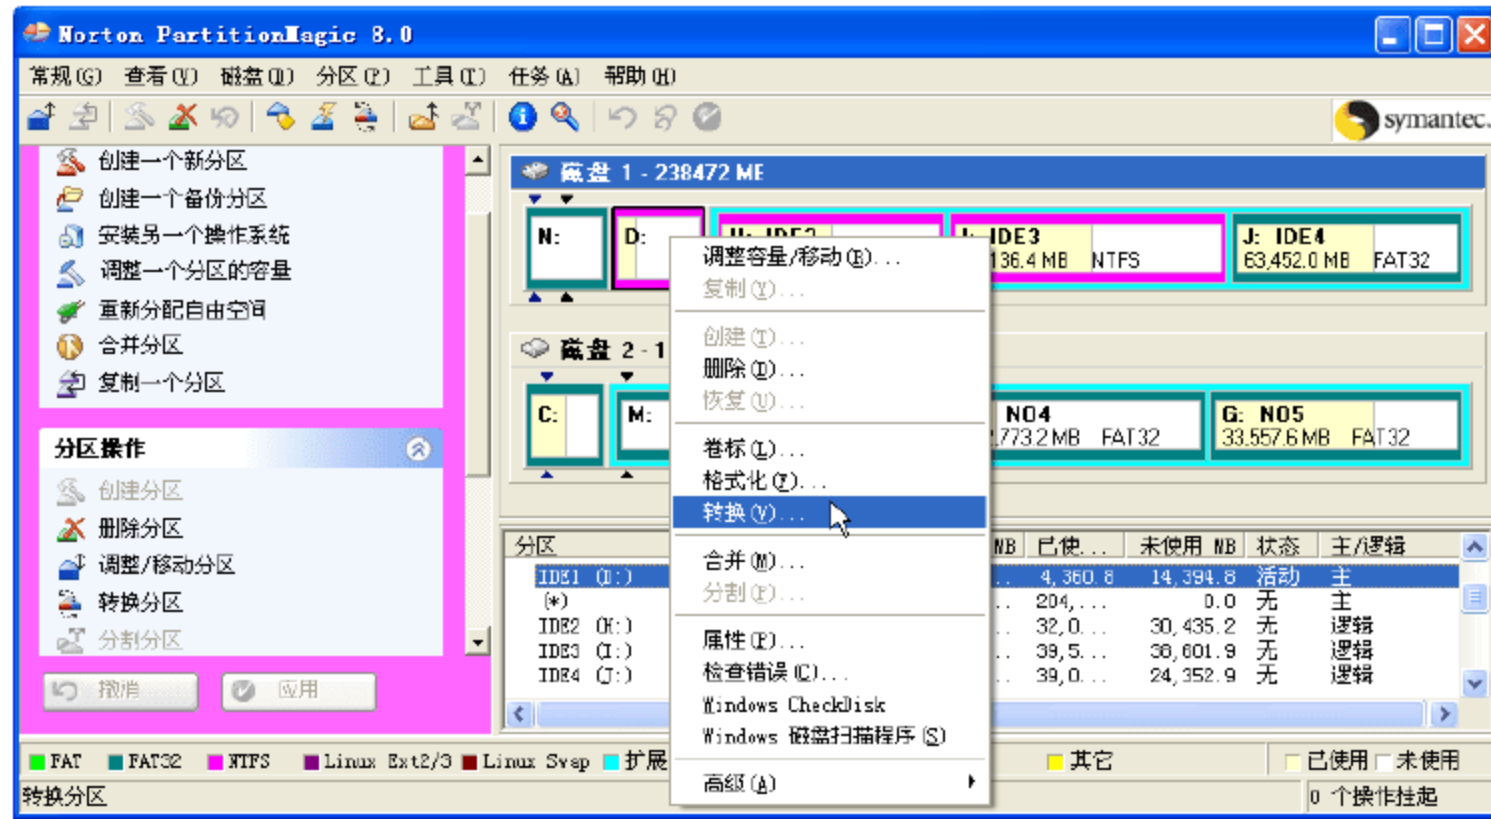 Norton PartitionMagic 8.0
常规(G) 查看(V) 磁盘(D) 分区(P) 工具(T) 任务(A) 帮助(H)
symantec.
创建一个新分区
创建一个备份分区
安装另一个操作系统
调整一个分区的容量
重新分配自由空间
合并分区
复制一个分区
分区操作
创建分区
删除分区
调整/移动分区
转换分区
分割分区
撤消 应用
磁盘 1 - 238472 MB
N: D: IDE3 J: IDE4
136.4 MB NTFS 63,452.0 MB FAT32
磁盘 2 - 1
C: M: NO4 G: NO5
773.2 MB FAT32 33,557.6 MB FAT32
调整容量/移动(R)...
复制(Y)...
创建(T)...
删除(D)...
恢复(U)...
卷标(L)...
格式化(F)...
转换(V)...
合并(M)...
分割(P)...
属性(P)...
检查错误(C)...
Windows CheckDisk
Windows 磁盘扫描程序(S)
高级(A)
分区 MB 已使... 未使用 MB 状态 主/逻辑
IDE1 (D:) 4,360.8 14,394.8 活动 主
(*) 204,... 0.0 无 主
IDE2 (H:) 32,0... 30,435.2 无 逻辑
IDE3 (I:) 39,5... 38,601.9 无 逻辑
IDE4 (J:) 39,0... 24,352.9 无 逻辑
FAT FAT32 NTFS Linux Ext2/3 Linux Swap 扩展 其它 已使用 未使用
转换分区 0 个操作挂起